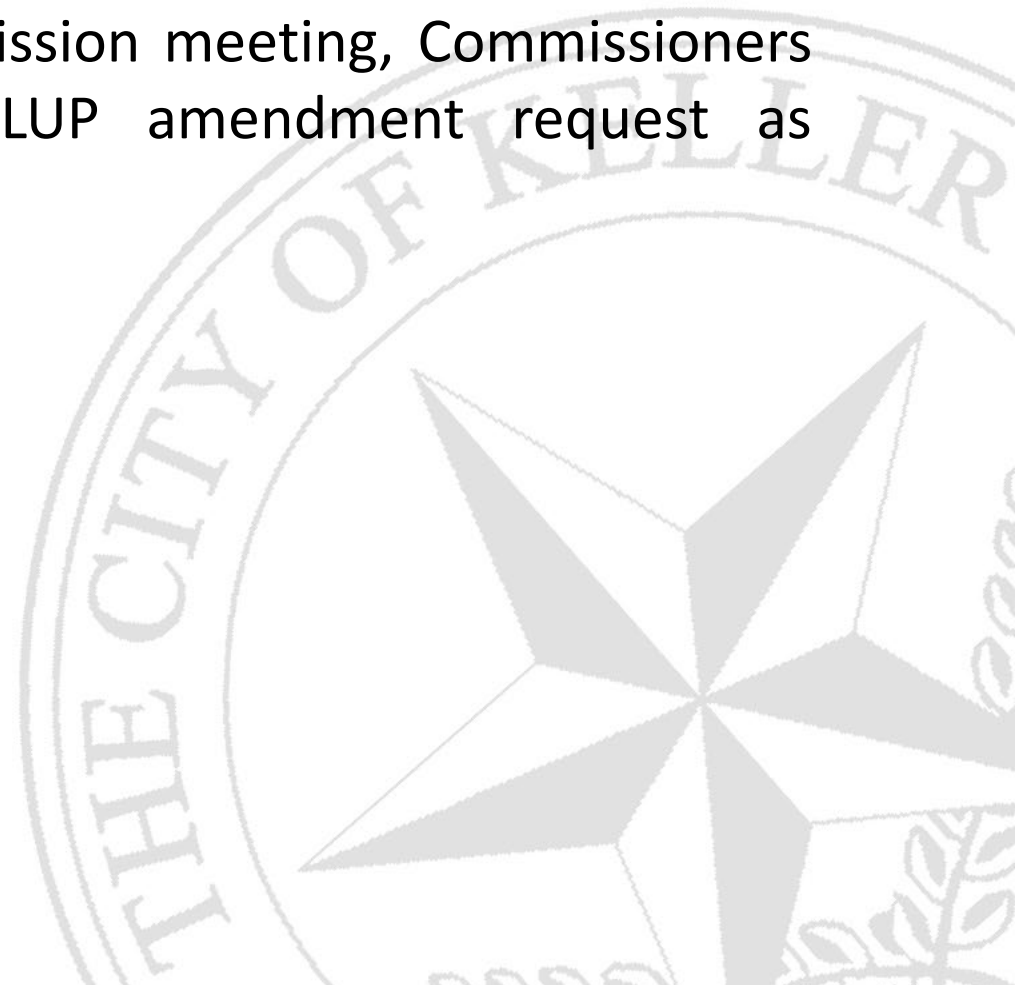 ission meeting, Commissioners
LUP amendment request as
THE CITY OF KELLER